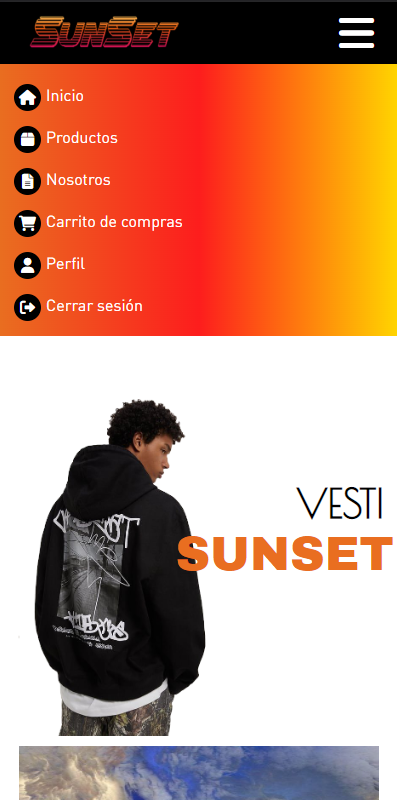 SUNSET
Inicio
Productos
Nosotros
Carrito de compras
Perfil
Cerrar sesión
VESTI
SUNSET